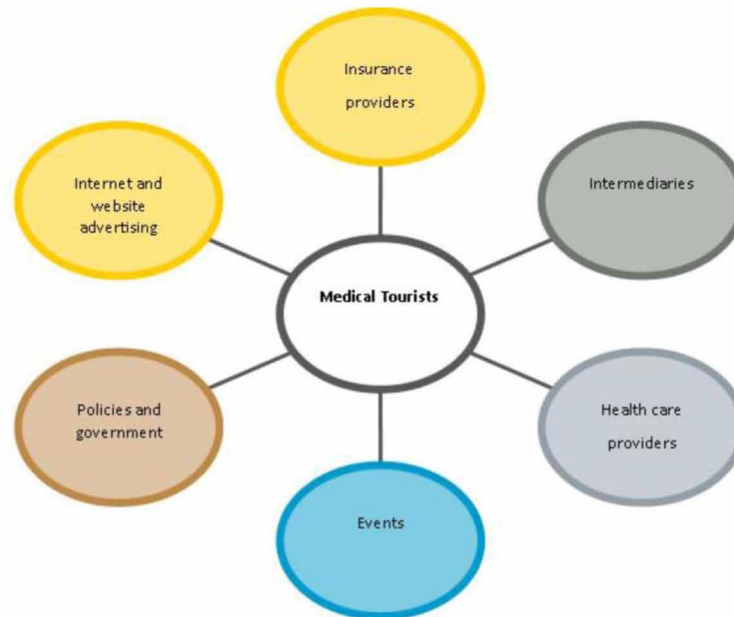 Insurance
providers
Internet and
website
advertising
Intermediaries
Medical Tourists
Policies and
government
Health care
providers
Events